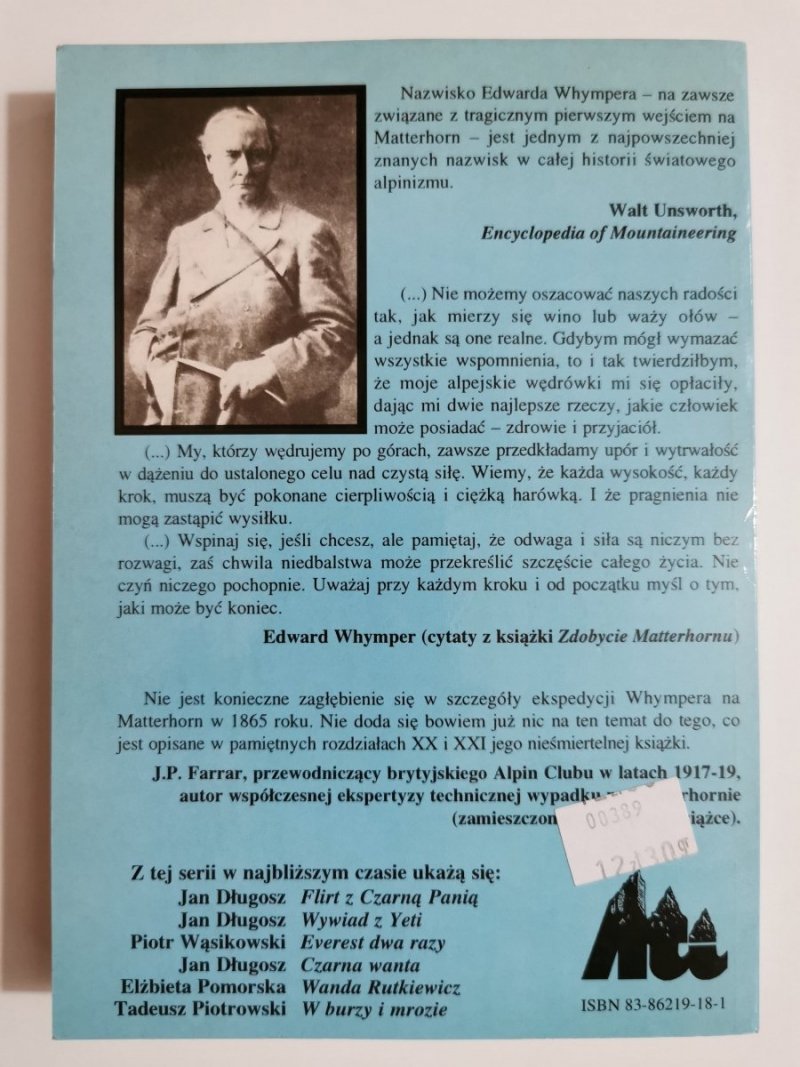 Nazwisko Edwarda Whympera – na zawsze
związane z tragicznym pierwszym wejściem na
Matterhorn – jest jednym z najpowszechniej
znanych nazwisk w całej historii światowego
alpinizmu.
Walt Unsworth,
Encyclopedia of Mountaineering
(...) Nie możemy oszacować naszych radości
tak, jak mierzy się wino lub waży ołów –
a jednak są one realne. Gdybym mógł wymazać
wszystkie wspomnienia, to i tak twierdziłbym,
że moje alpejskie wędrówki mi się opłaciły,
dając mi dwie najlepsze rzeczy, jakie człowiek
może posiadać – zdrowie i przyjaciół.
(...) My, którzy wędrujemy po górach, zawsze przedkładamy upór i wytrwałość
w dążeniu do ustalonego celu nad czystą siłę. Wiemy, że każda wysokość, każdy
krok, muszą być pokonane cierpliwością i ciężką harówką. I że pragnienia nie
mogą zastąpić wysiłku.
(...) Wspinaj się, jeśli chcesz, ale pamiętaj, że odwaga i siła są niczym bez
rozwagi, zaś chwila niedbalstwa może przekreślić szczęście całego życia. Nie
czyń niczego pochopnie. Uważaj przy każdym kroku i od początku myśl o tym,
jaki może być koniec.
Edward Whymper (cytaty z książki Zdobycie Matterhornu)
Nie jest konieczne zagłębienie się w szczegóły ekspedycji Whympera na
Matterhorn w 1865 roku. Nie doda się bowiem już nic na ten temat do tego, co
jest opisane w pamiętnych rozdziałach XX i XXI jego nieśmiertelnej książki.
J.P. Farrar, przewodniczący brytyjskiego Alpin Clubu w latach 1917-19,
autor współczesnej ekspertyzy technicznej wypadku
(zamieszczon
00389
Z tej serii w najbliższym czasie ukażą się:
Jan Długosz Flirt z Czarną Panią
Jan Długosz Wywiad z Yeti
Piotr Wąsikowski Everest dwa razy
Jan Długosz Czarna wanta
Elżbieta Pomorska Wanda Rutkiewicz
Tadeusz Piotrowski W burzy i mrozie
Ati
ISBN 83-86219-18-1